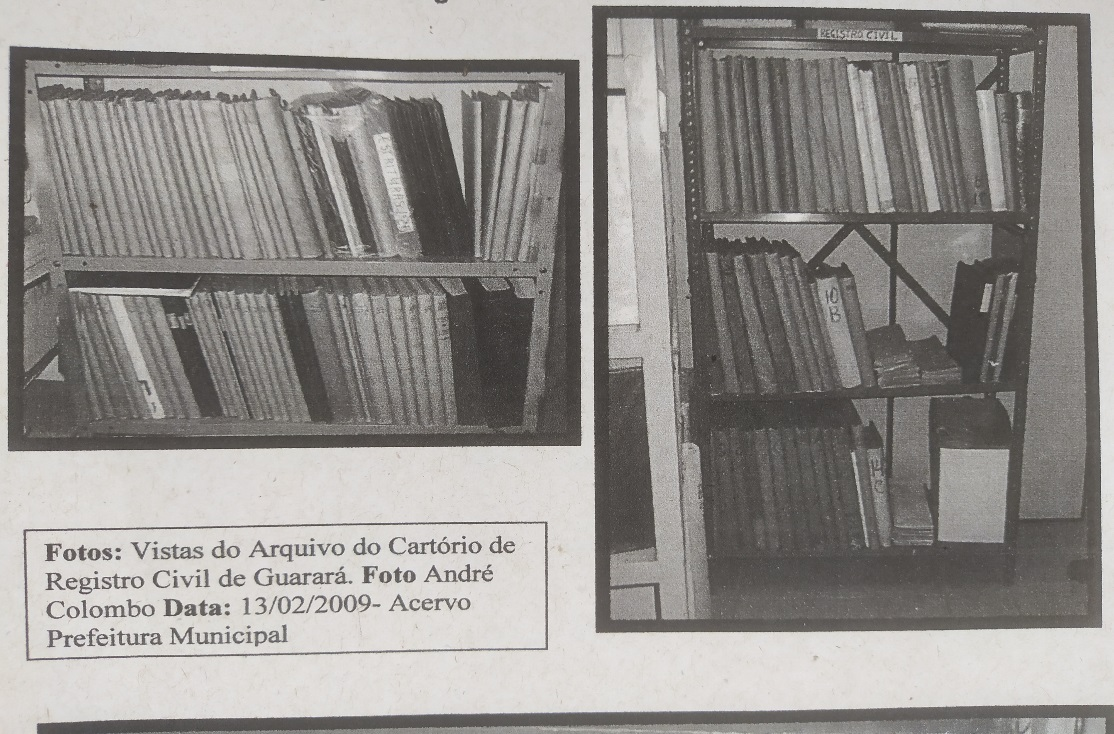 REGISTRO CIVIL
ESCRITURAS
10
B
Fotos: Vistas do Arquivo do Cartório de
Registro Civil de Guarará. Foto André
Colombo Data: 13/02/2009- Acervo
Prefeitura Municipal